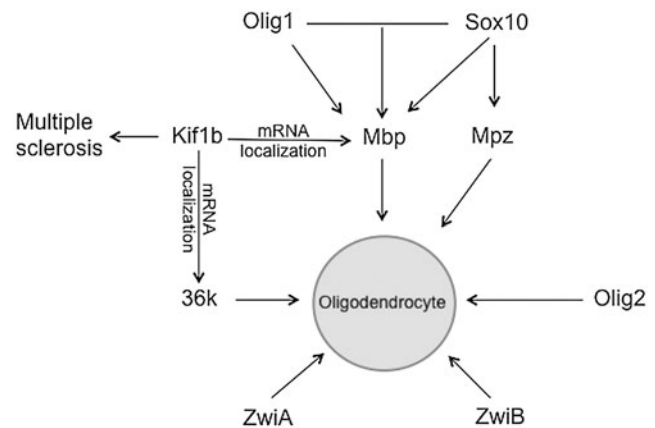 Olig1
Sox10
Multiple
sclerosis
Kif1b
mRNA
localization
Mbp
Mpz
mRNA
localization
36k
Oligodendrocyte
Olig2
ZwiA
ZwiB